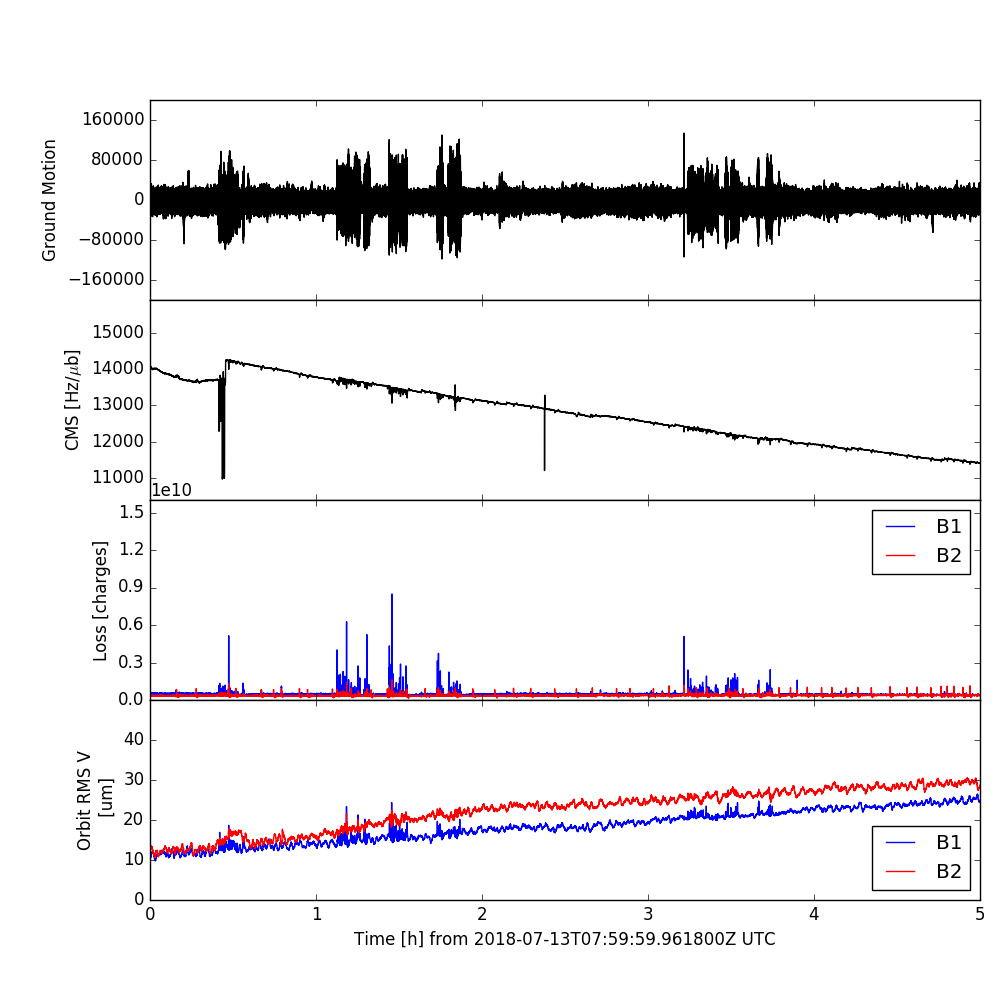 160000
80000
0
−80000
−160000
Ground Motion
15000
14000
13000
12000
11000
CMS [Hz/μb]
1e10
1.5
1.2
0.9
0.6
0.3
0.0
Loss [charges]
B1
B2
40
30
20
10
0
Orbit RMS V
[um]
B1
B2
0 1 2 3 4 5
Time [h] from 2018-07-13T07:59:59.961800Z UTC